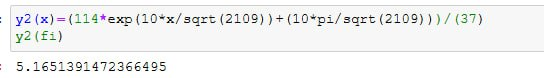 y2(x)=(114*exp(10*x/sqrt(2109))+(10*pi/sqrt(2109)))/(37)
y2(fi)
5.1651391472366495